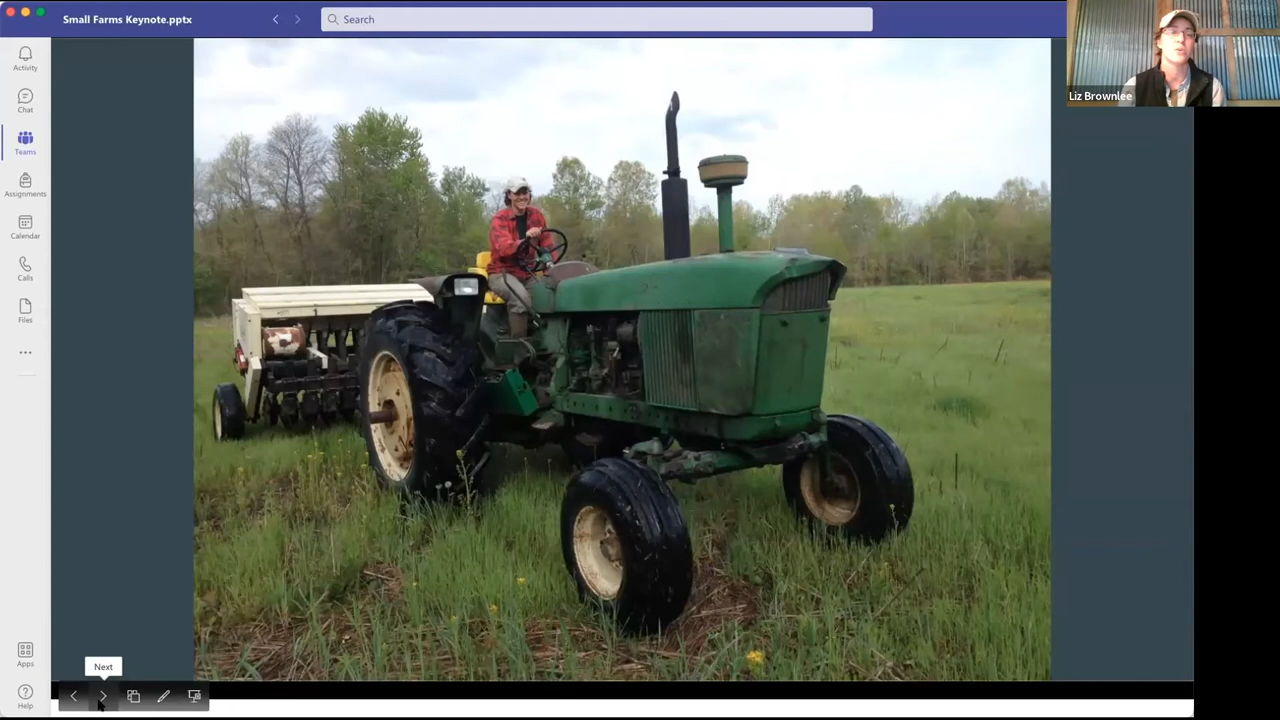 Small Farms Keynote.pptx
Search
Liz Brownlee
Activity
Chat
Teams
Assignments
Calendar
Calls
Files
Apps
Help
Next